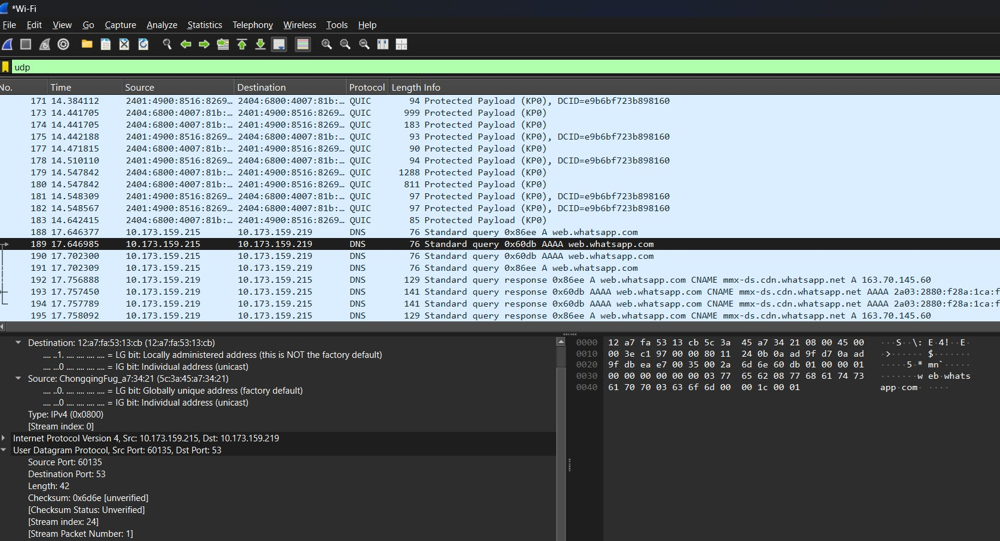 *Wi-Fi
File Edit View Go Capture Analyze Statistics Telephony Wireless Tools Help
udp
No. Time Source Destination Protocol Length Info
171 14.384112 2401:4900:8516:8269… 2404:6800:4007:81b:… QUIC 94 Protected Payload (KP0), DCID=e9b6bf723b898160
173 14.441705 2404:6800:4007:81b:… 2401:4900:8516:8269… QUIC 999 Protected Payload (KP0)
174 14.441705 2404:6800:4007:81b:… 2401:4900:8516:8269… QUIC 183 Protected Payload (KP0)
175 14.442188 2401:4900:8516:8269… 2404:6800:4007:81b:… QUIC 93 Protected Payload (KP0), DCID=e9b6bf723b898160
177 14.471815 2404:6800:4007:81b:… 2401:4900:8516:8269… QUIC 90 Protected Payload (KP0)
178 14.510110 2401:4900:8516:8269… 2404:6800:4007:81b:… QUIC 94 Protected Payload (KP0), DCID=e9b6bf723b898160
179 14.547842 2404:6800:4007:81b:… 2401:4900:8516:8269… QUIC 1288 Protected Payload (KP0)
180 14.547842 2404:6800:4007:81b:… 2401:4900:8516:8269… QUIC 811 Protected Payload (KP0)
181 14.548309 2401:4900:8516:8269… 2404:6800:4007:81b:… QUIC 97 Protected Payload (KP0), DCID=e9b6bf723b898160
182 14.548567 2401:4900:8516:8269… 2404:6800:4007:81b:… QUIC 97 Protected Payload (KP0), DCID=e9b6bf723b898160
183 14.642415 2404:6800:4007:81b:… 2401:4900:8516:8269… QUIC 85 Protected Payload (KP0)
188 17.646377 10.173.159.215 10.173.159.219 DNS 76 Standard query 0x86ee A web.whatsapp.com
189 17.646985 10.173.159.215 10.173.159.219 DNS 76 Standard query 0x60db AAAA web.whatsapp.com
190 17.702300 10.173.159.215 10.173.159.219 DNS 76 Standard query 0x60db AAAA web.whatsapp.com
191 17.702309 10.173.159.215 10.173.159.219 DNS 76 Standard query 0x86ee A web.whatsapp.com
192 17.756888 10.173.159.219 10.173.159.215 DNS 129 Standard query response 0x86ee A web.whatsapp.com CNAME mmx-ds.cdn.whatsapp.net A 163.70.145.60
193 17.757450 10.173.159.219 10.173.159.215 DNS 141 Standard query response 0x60db AAAA web.whatsapp.com CNAME mmx-ds.cdn.whatsapp.net AAAA 2a03:2880:f28a:1ca:f
194 17.757789 10.173.159.219 10.173.159.215 DNS 141 Standard query response 0x60db AAAA web.whatsapp.com CNAME mmx-ds.cdn.whatsapp.net AAAA 2a03:2880:f28a:1ca:f
195 17.758092 10.173.159.219 10.173.159.215 DNS 129 Standard query response 0x86ee A web.whatsapp.com CNAME mmx-ds.cdn.whatsapp.net A 163.70.145.60
Destination: 12:a7:fa:53:13:cb (12:a7:fa:53:13:cb)
.... ..1. .... .... .... .... = LG bit: Locally administered address (this is NOT the factory default)
.... ...0 .... .... .... .... = IG bit: Individual address (unicast)
Source: ChongqingFug_a7:34:21 (5c:3a:45:a7:34:21)
.... ..0. .... .... .... .... = LG bit: Globally unique address (factory default)
.... ...0 .... .... .... .... = IG bit: Individual address (unicast)
Type: IPv4 (0x0800)
[Stream index: 0]
Internet Protocol Version 4, Src: 10.173.159.215, Dst: 10.173.159.219
User Datagram Protocol, Src Port: 60135, Dst Port: 53
Source Port: 60135
Destination Port: 53
Length: 42
Checksum: 0x6d6e [unverified]
[Checksum Status: Unverified]
[Stream index: 24]
[Stream Packet Number: 1]
0000 12 a7 fa 53 13 cb 5c 3a 45 a7 34 21 08 00 45 00 ···S··\: E·4!··E·
0010 00 3e c1 97 00 00 80 11 24 0b 0a ad 9f d7 0a ad ·>······ $·······
0020 9f db ea e7 00 35 00 2a 6d 6e 60 db 01 00 00 01 ·····5·* mn`·····
0030 00 00 00 00 00 00 03 77 65 62 08 77 68 61 74 73 ·······w eb·whats
0040 61 70 70 03 63 6f 6d 00 00 1c 00 01 app·com· ····